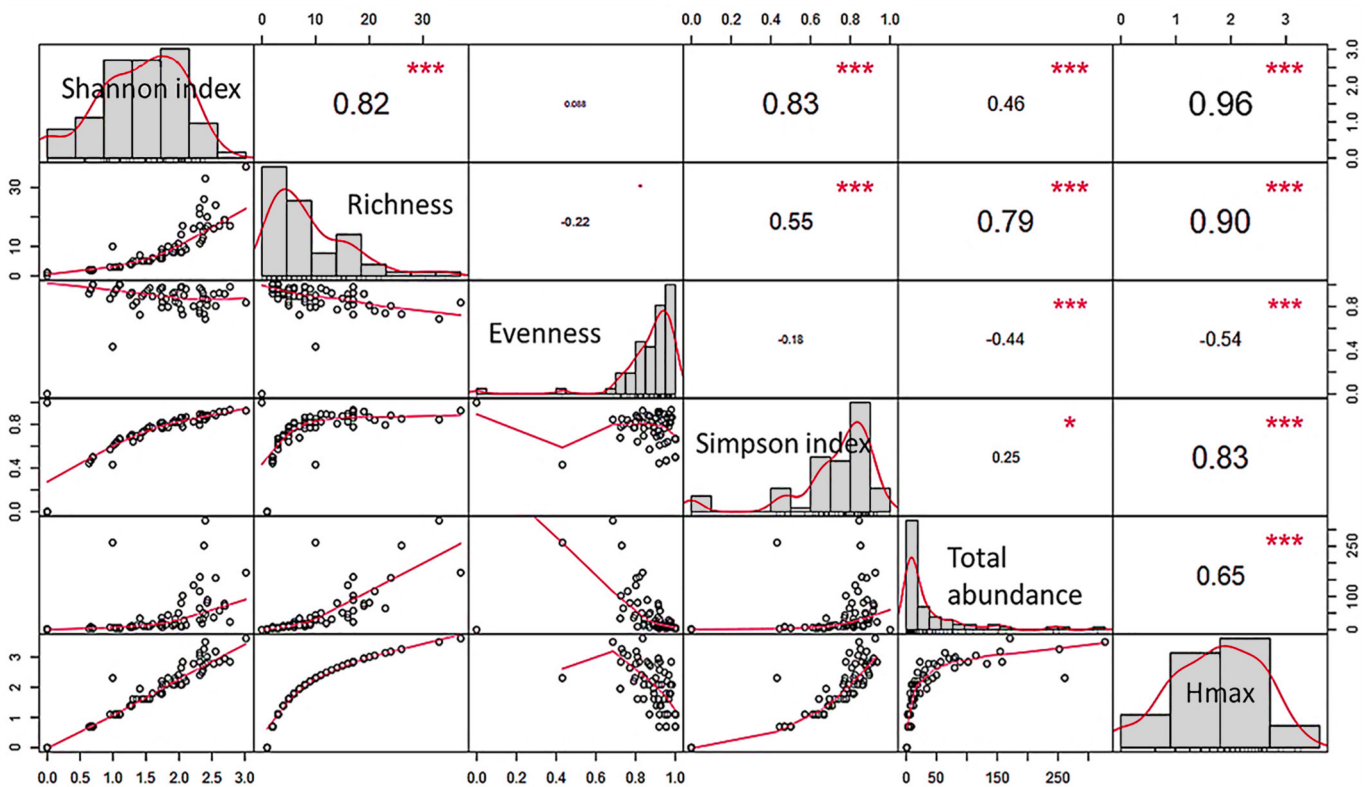 0 10 20 30 0.0 0.2 0.4 0.6 0.8 1.0 0 1 2 3
Shannon index
***
0.82
0.088
***
0.83
***
0.46
***
0.96
0.0 1.0 2.0 3.0
0 10 30
Richness
-0.22
***
0.55
***
0.79
***
0.90
Evenness
-0.18
***
-0.44
***
-0.54
0.0 0.4 0.8
0.0 0.4 0.8
Simpson index
*
0.25
***
0.83
Total
abundance
***
0.65
0 100 250
0 1 2 3
Hmax
0.0 0.5 1.0 1.5 2.0 2.5 3.0 0.0 0.2 0.4 0.6 0.8 1.0 0 50 150 250